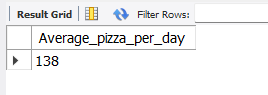 Result Grid Filter Rows:
Average_pizza_per_day
138